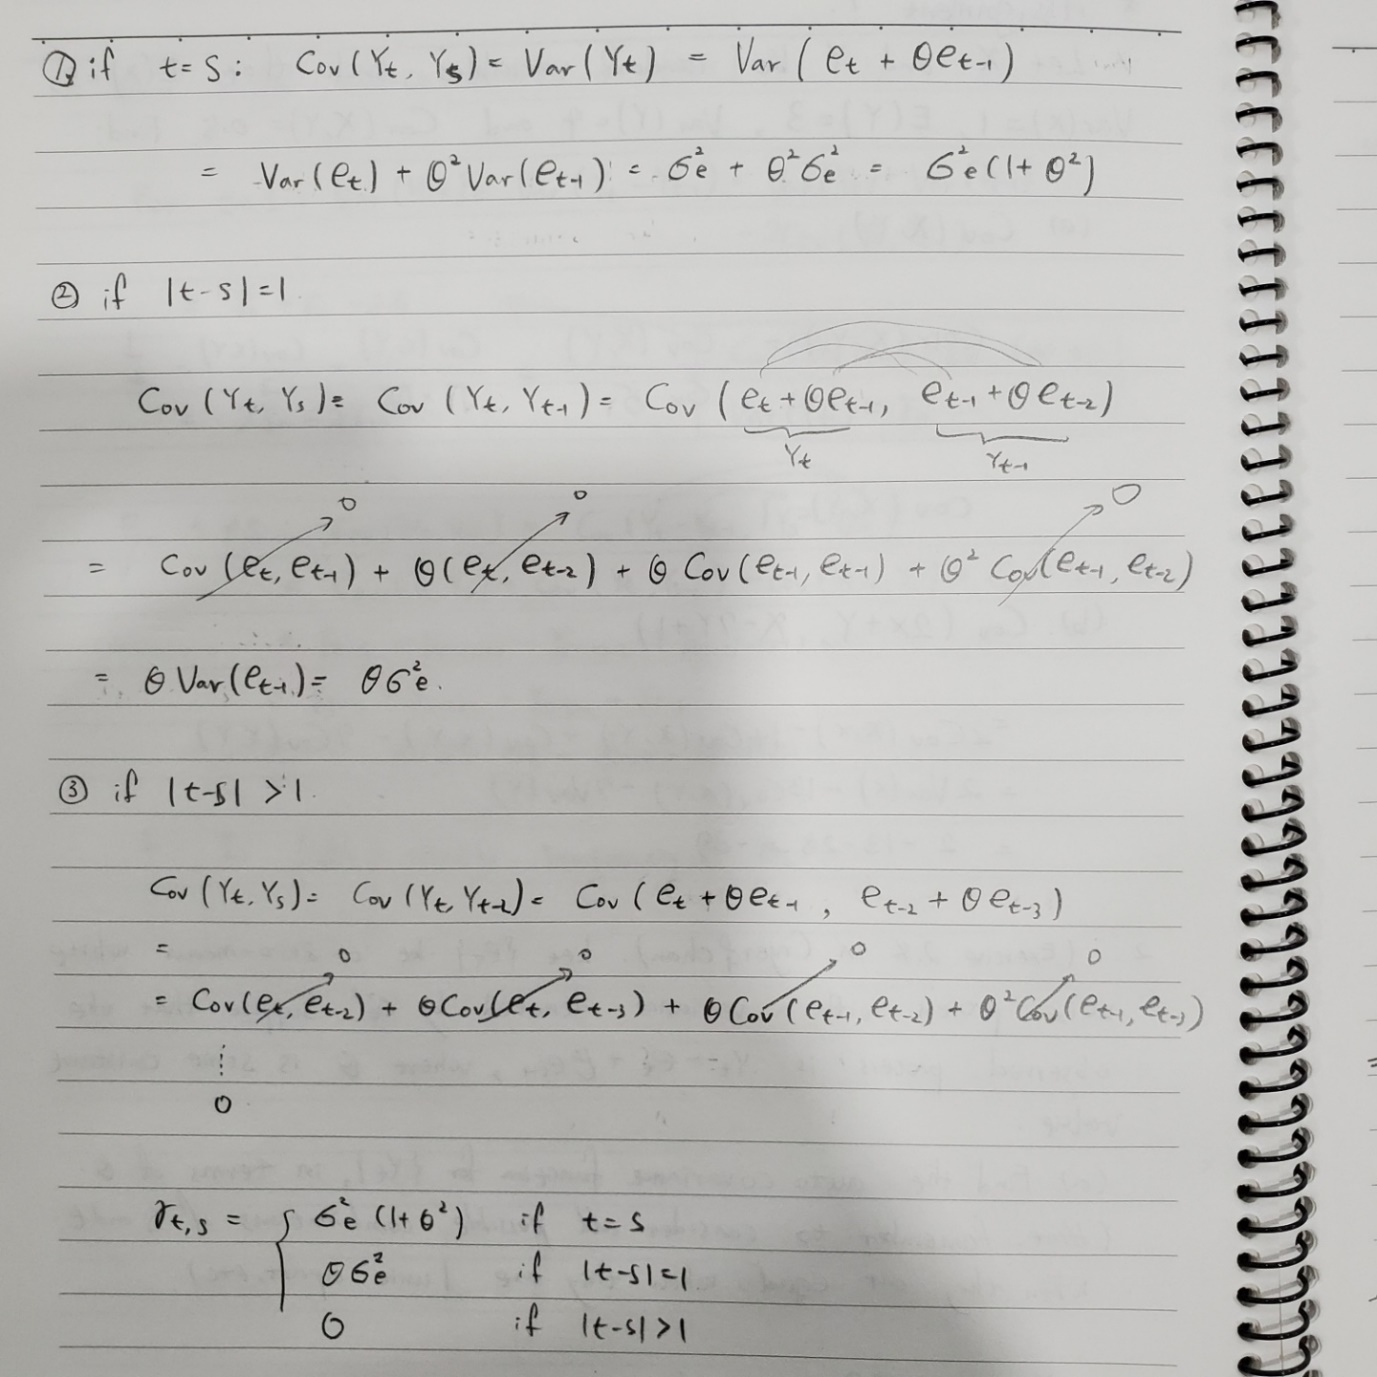 ① if t = s : Cov(Yt, Ys) = Var(Yt) = Var(et + θet-1)
= Var(et) + θ²Var(et-1) = σ²e + θ²σ²e = σ²e(1+θ²)
② if |t-s|=1
Cov(Yt, Ys) = Cov(Yt, Yt-1) = Cov(et + θet-1, et-1 + θet-2)
Yt Yt-1
0 0 0
= Cov(et, et-1) + θ(et, et-2) + θ Cov(et-1, et-1) + θ² Cov(et-1, et-2)
= θ Var(et-1) = θσ²e.
③ if |t-s| >1.
Cov(Yt, Ys) = Cov(Yt, Yt-2) = Cov(et + θet-1, et-2 + θet-3)
=
0 0 0 0
= Cov(et, et-2) + θCov(et, et-3) + θCov(et-1, et-2) + θ²Cov(et-1, et-3)
⋮
0
γt,s = { σ²e (1+θ²) if t=s
θσ²e if |t-s|=1
0 if |t-s|>1